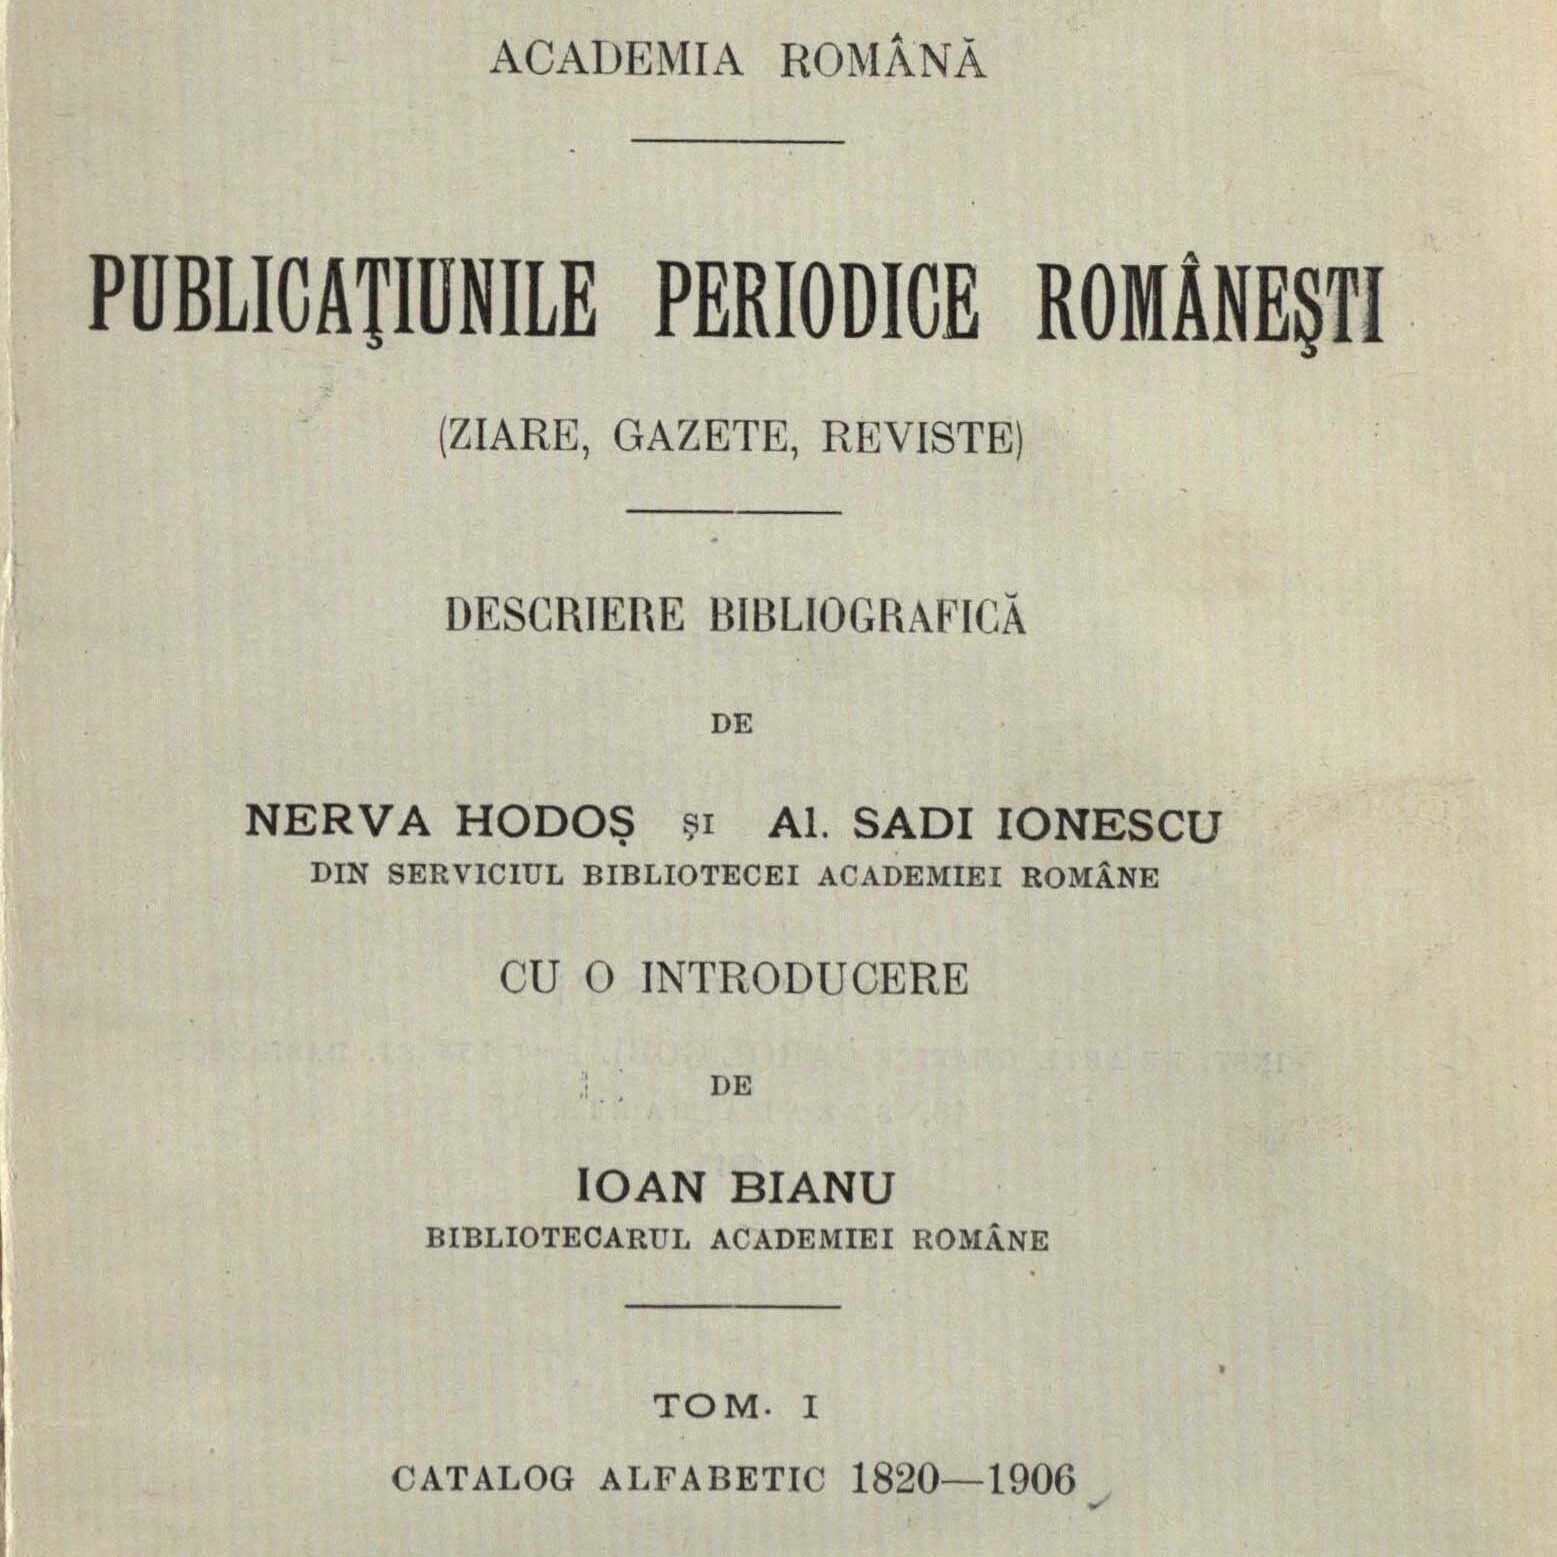 ACADEMIA ROMÂNĂ
PUBLICAŢIUNILE PERIODICE ROMÂNEŞTI
(ZIARE, GAZETE, REVISTE)
DESCRIERE BIBLIOGRAFICĂ
DE
NERVA HODOŞ ŞI Al. SADI IONESCU
DIN SERVICIUL BIBLIOTECEI ACADEMIEI ROMÂNE
CU O INTRODUCERE
DE
IOAN BIANU
BIBLIOTECARUL ACADEMIEI ROMÂNE
TOM. I
CATALOG ALFABETIC 1820—1906